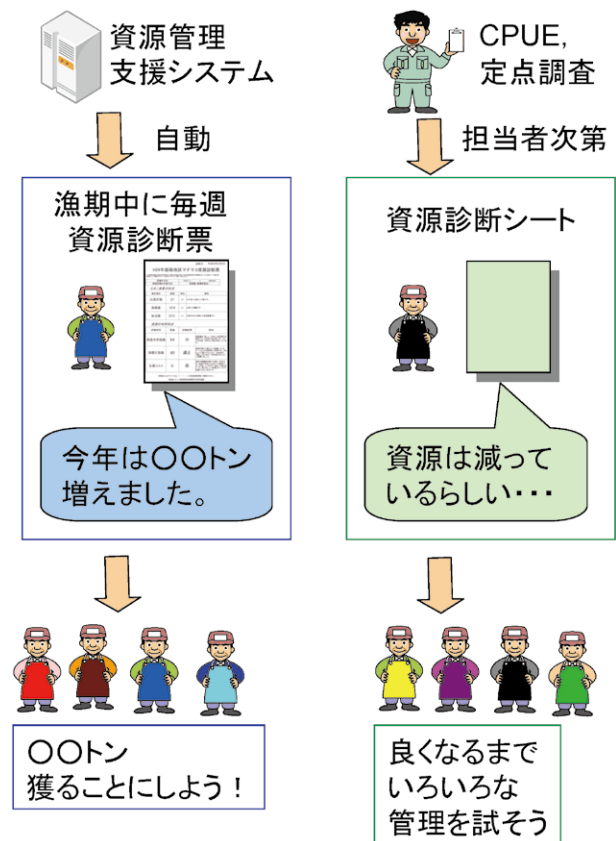 資源管理
支援システム
自動
漁期中に毎週
資源診断票
今年は〇〇トン
増えました。
〇〇トン
獲ることにしよう！
CPUE,
定点調査
担当者次第
資源診断シート
資源は減って
いるらしい・・・
良くなるまで
いろいろな
管理を試そう